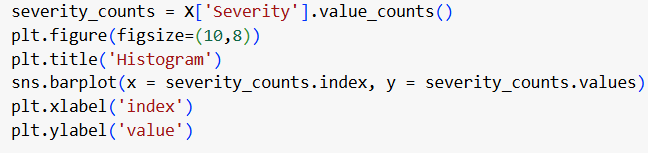 severity_counts = X['Severity'].value_counts()
plt.figure(figsize=(10,8))
plt.title('Histogram')
sns.barplot(x = severity_counts.index, y = severity_counts.values)
plt.xlabel('index')
plt.ylabel('value')